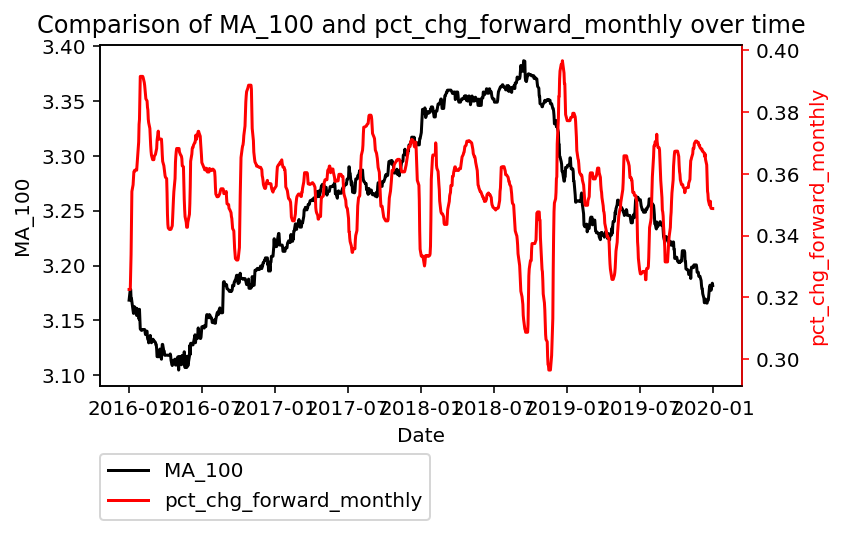 Comparison of MA_100 and pct_chg_forward_monthly over time
3.40
3.35
3.30
3.25
3.20
3.15
3.10
MA_100
0.40
0.38
0.36
0.34
0.32
0.30
pct_chg_forward_monthly
2016-01 2016-07 2017-01 2017-07 2018-01 2018-07 2019-01 2019-07 2020-01
Date
MA_100
pct_chg_forward_monthly